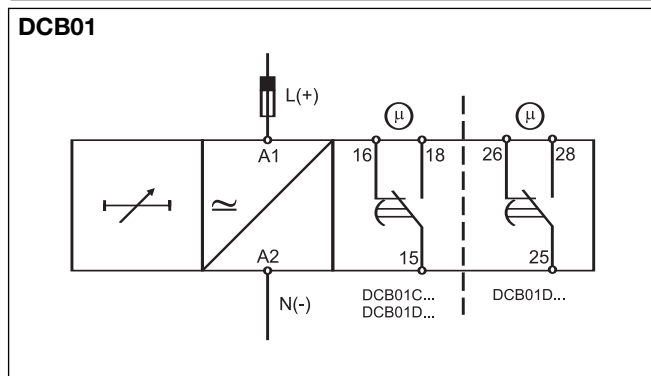 DCB01
L(+)
µ µ
A1 16 18 26 28
≃
A2 15 25
N(-)
DCB01C... DCB01D...
DCB01D...